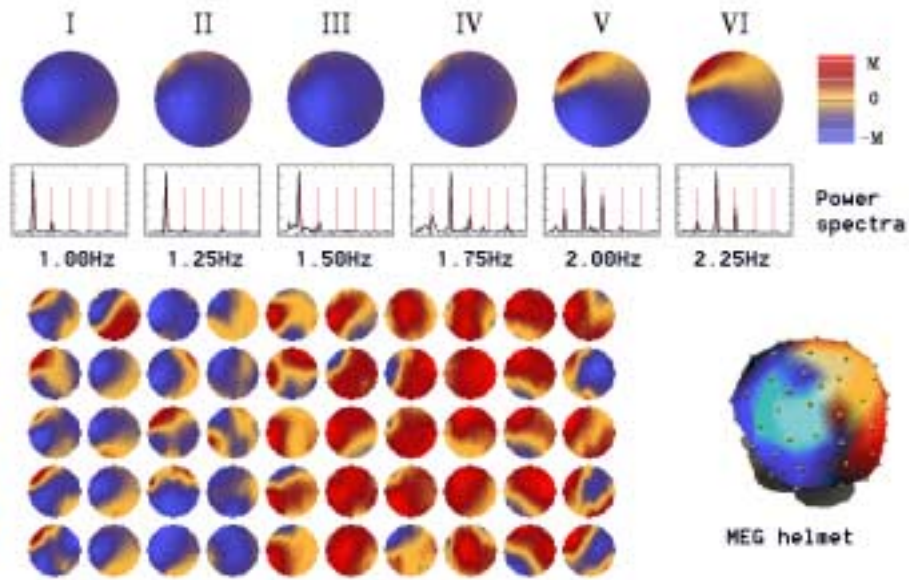 I II III IV V VI
M
0
-M
Power
spectra
1.00Hz 1.25Hz 1.50Hz 1.75Hz 2.00Hz 2.25Hz
MEG helmet